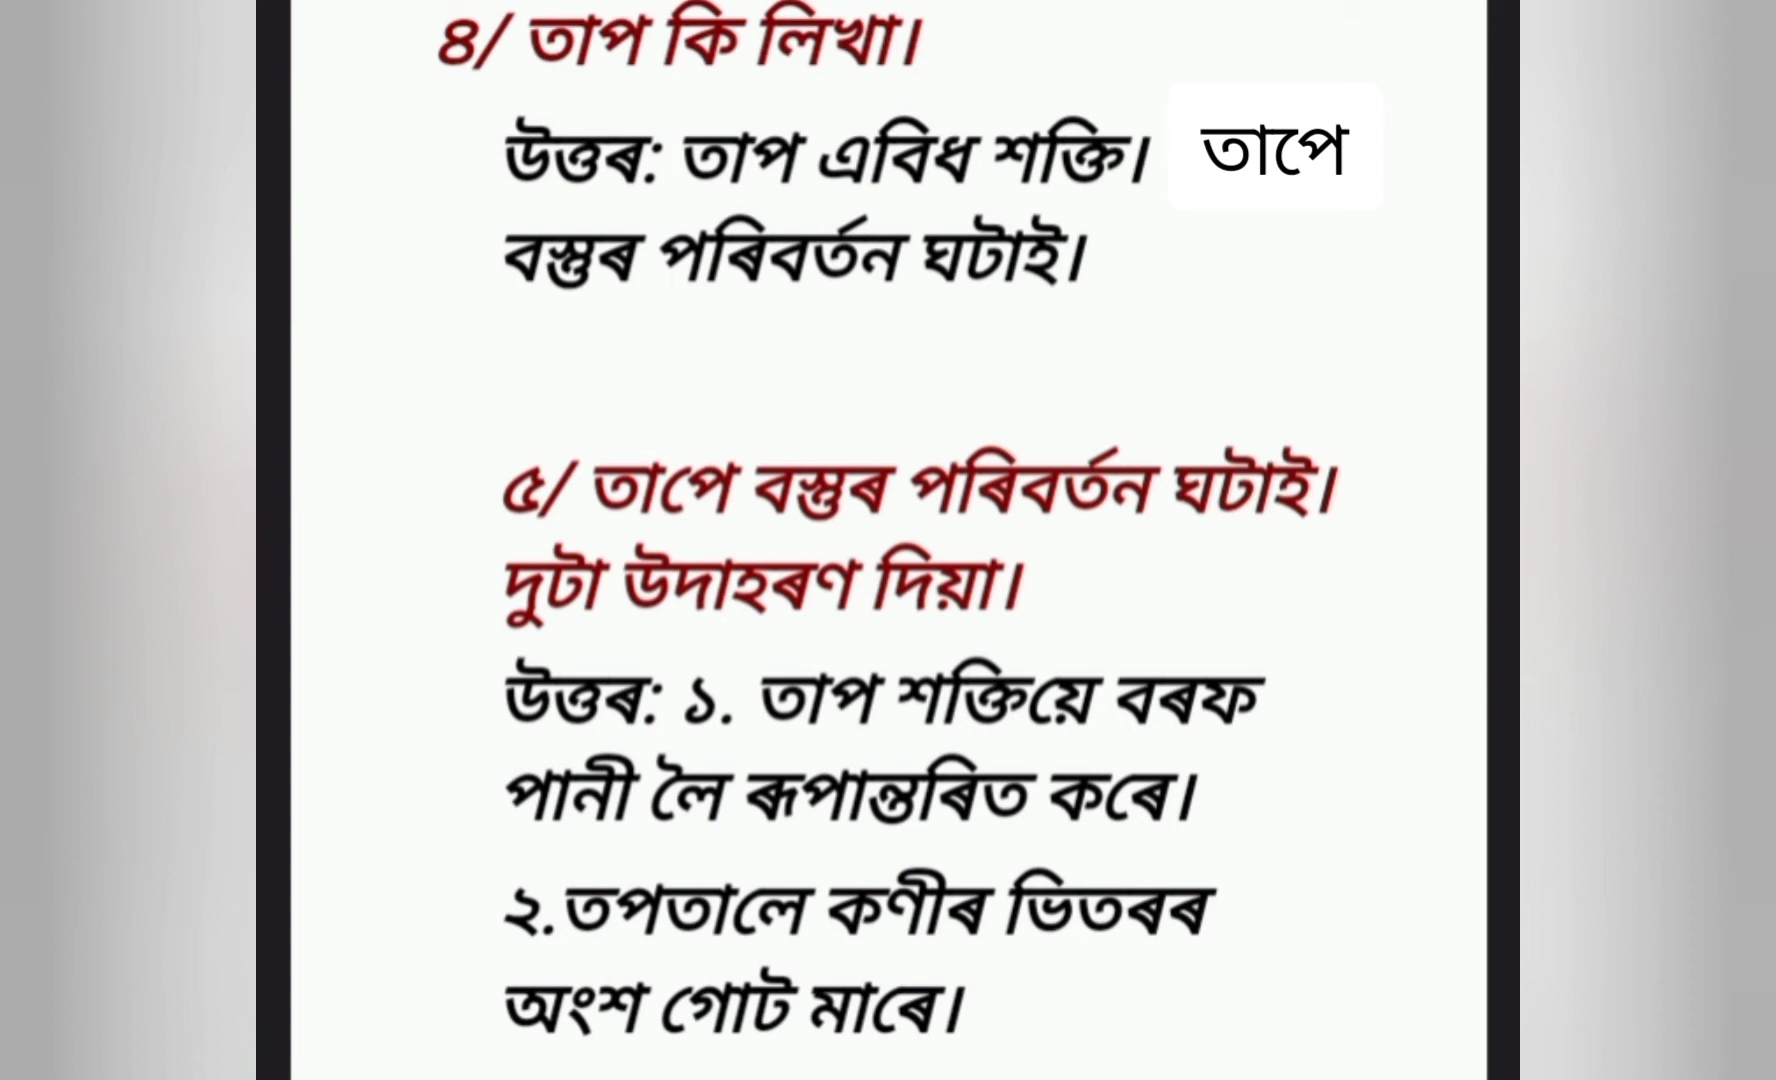 ৪/ তাপ কি লিখা।
উত্তৰ: তাপ এবিধ শক্তি। তাপে
বস্তুৰ পৰিবৰ্তন ঘটাই।
৫/ তাপে বস্তুৰ পৰিবৰ্তন ঘটাই।
দুটা উদাহৰণ দিয়া।
উত্তৰ: ১. তাপ শক্তিয়ে বৰফ
পানী লৈ ৰূপান্তৰিত কৰে।
২.তপতালে কণীৰ ভিতৰৰ
অংশ গোট মাৰে।